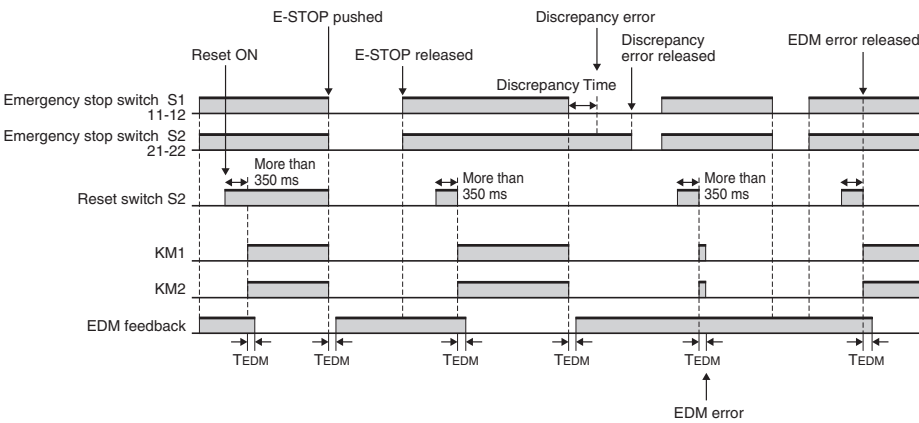 E-STOP pushed
Discrepancy error
Reset ON
E-STOP released
Discrepancy
error released
EDM error released
Discrepancy Time
Emergency stop switch S1
11-12
Emergency stop switch S2
21-22
More than
350 ms
More than
350 ms
More than
350 ms
Reset switch S2
KM1
KM2
EDM feedback
TEDM
TEDM
TEDM
TEDM
TEDM
TEDM
EDM error